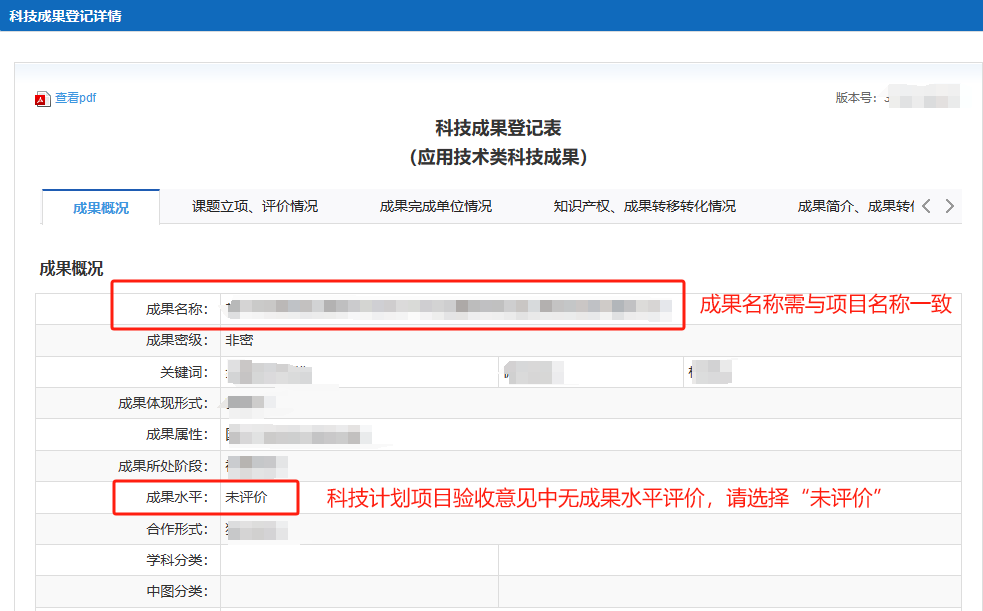 科技成果登记详情
查看pdf
版本号：
科技成果登记表
（应用技术类科技成果）
成果概况 课题立项、评价情况 成果完成单位情况 知识产权、成果转移转化情况 成果简介、成果转
成果概况
成果名称： 成果名称需与项目名称一致
成果密级： 非密
关键词：
成果体现形式：
成果属性：
成果所处阶段：
成果水平： 未评价 科技计划项目验收意见中无成果水平评价，请选择“未评价”
合作形式：
学科分类：
中图分类：